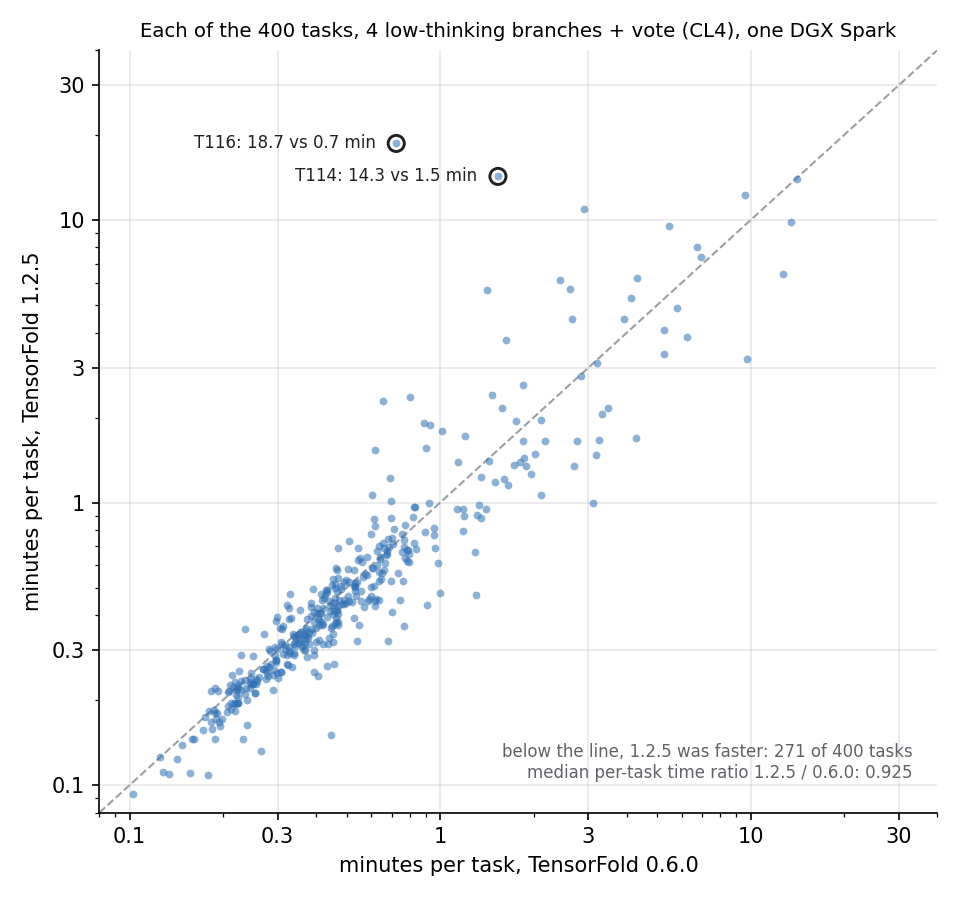 Each of the 400 tasks, 4 low-thinking branches + vote (CL4), one DGX Spark
minutes per task, TensorFold 1.2.5
30
10
3
1
0.3
0.1
T116: 18.7 vs 0.7 min
T114: 14.3 vs 1.5 min
below the line, 1.2.5 was faster: 271 of 400 tasks
median per-task time ratio 1.2.5 / 0.6.0: 0.925
0.1 0.3 1 3 10 30
minutes per task, TensorFold 0.6.0